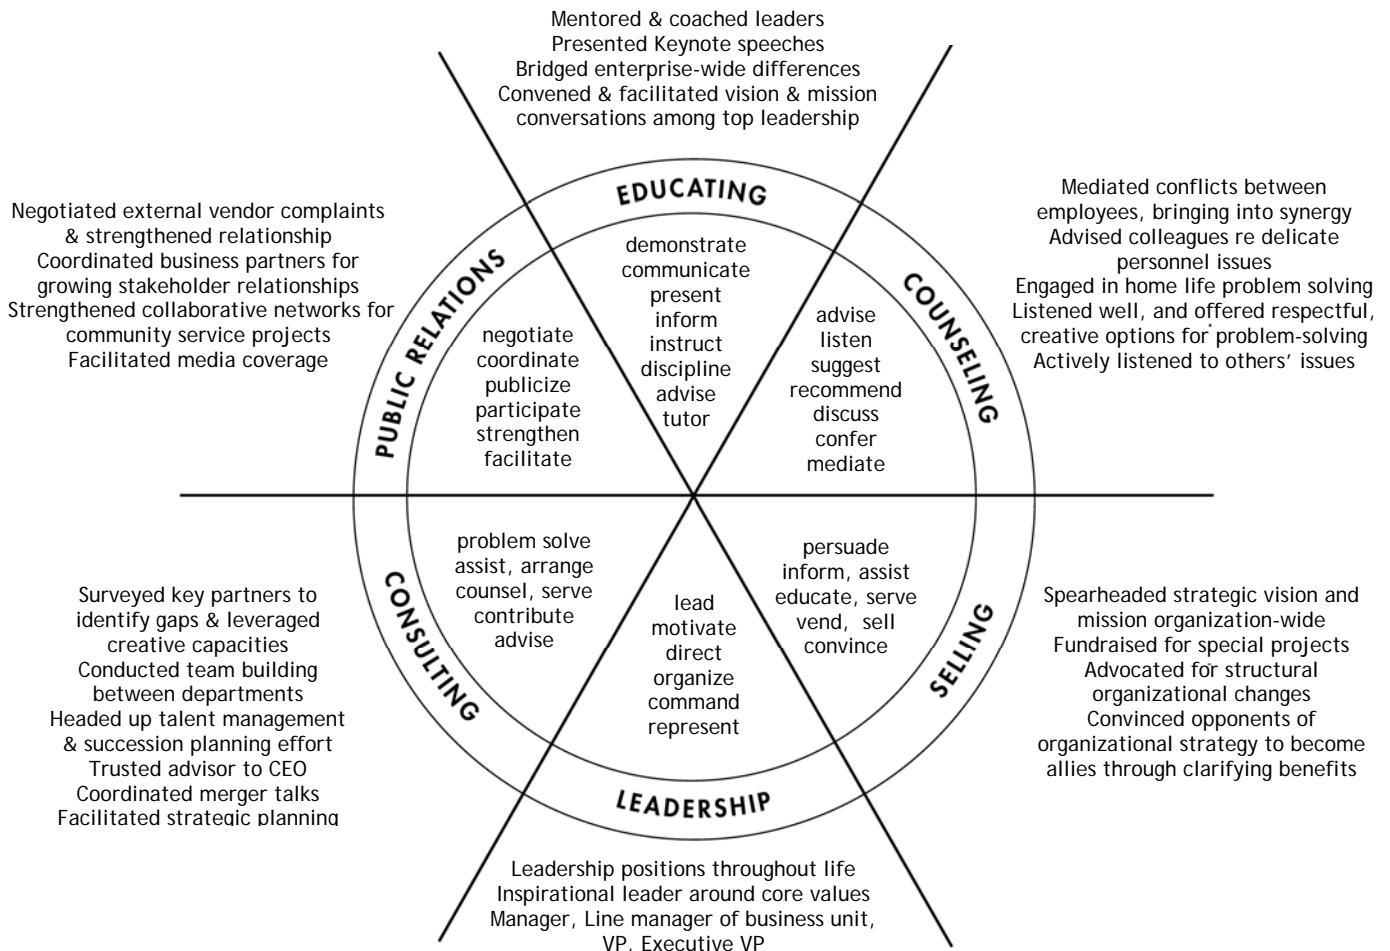 Mentored & coached leaders
Presented Keynote speeches
Bridged enterprise-wide differences
Convened & facilitated vision & mission
conversations among top leadership
EDUCATING
demonstrate
communicate
present
inform
instruct
discipline
advise
tutor
Mediated conflicts between
employees, bringing into synergy
Advised colleagues re delicate
personnel issues
Engaged in home life problem solving
Listened well, and offered respectful,
creative options for problem-solving
Actively listened to others' issues
COUNSELING
advise
listen
suggest
recommend
discuss
confer
mediate
Spearheaded strategic vision and
mission organization-wide
Fundraised for special projects
Advocated for structural
organizational changes
Convinced opponents of
organizational strategy to become
allies through clarifying benefits
SELLING
persuade
inform, assist
educate, serve
vend, sell
convince
LEADERSHIP
lead
motivate
direct
organize
command
represent
Leadership positions throughout life
Inspirational leader around core values
Manager, Line manager of business unit,
VP, Executive VP
CONSULTING
problem solve
assist, arrange
counsel, serve
contribute
advise
Surveyed key partners to
identify gaps & leveraged
creative capacities
Conducted team building
between departments
Headed up talent management
& succession planning effort
Trusted advisor to CEO
Coordinated merger talks
Facilitated strategic planning
PUBLIC RELATIONS
negotiate
coordinate
publicize
participate
strengthen
facilitate
Negotiated external vendor complaints
& strengthened relationship
Coordinated business partners for
growing stakeholder relationships
Strengthened collaborative networks for
community service projects
Facilitated media coverage